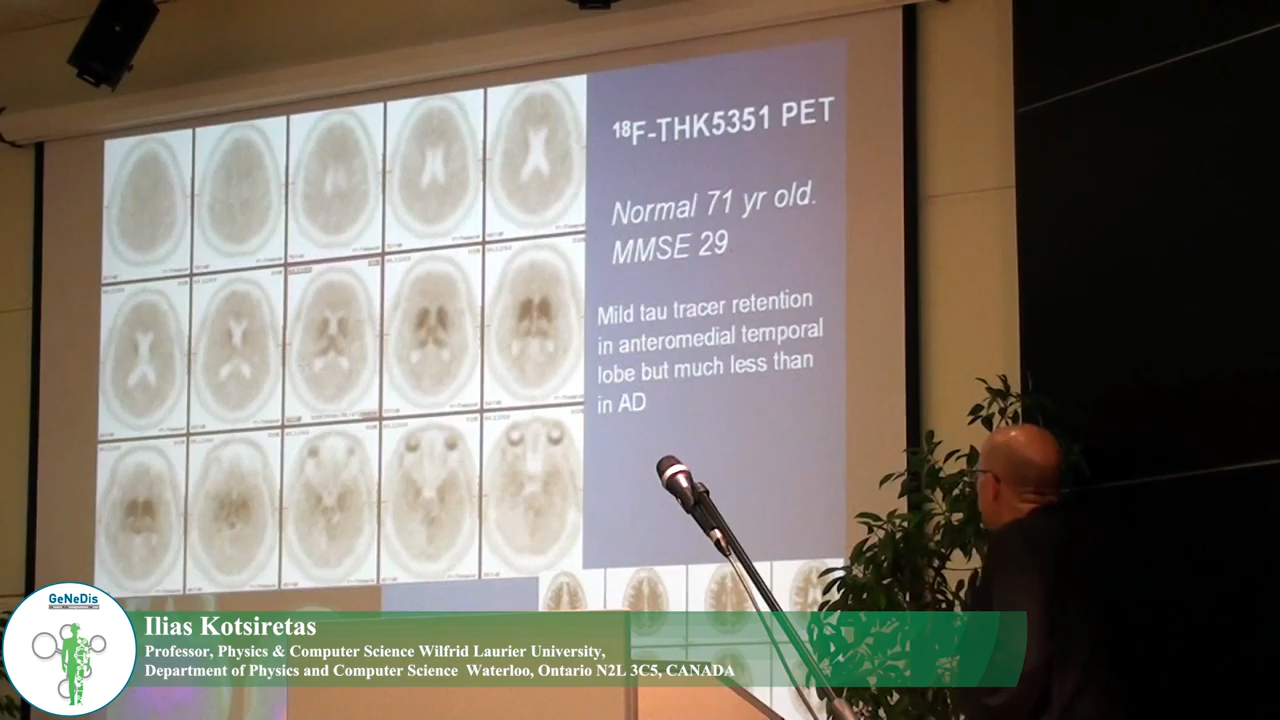 18F-THK5351 PET
Normal 71 yr old.
MMSE 29
Mild tau tracer retention
in anteromedial temporal
lobe but much less than
in AD
GeNeDis
Ilias Kotsiretas
Professor, Physics & Computer Science Wilfrid Laurier University,
Department of Physics and Computer Science Waterloo, Ontario N2L 3C5, CANADA